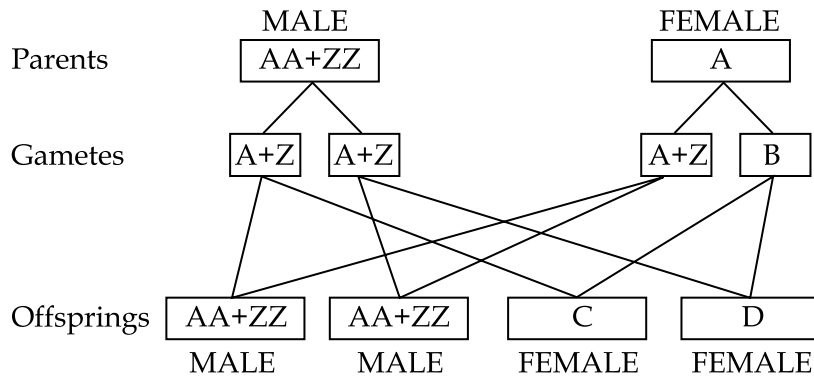 MALE FEMALE
Parents AA+ZZ A
Gametes A+Z A+Z A+Z B
Offsprings AA+ZZ AA+ZZ C D
MALE MALE FEMALE FEMALE